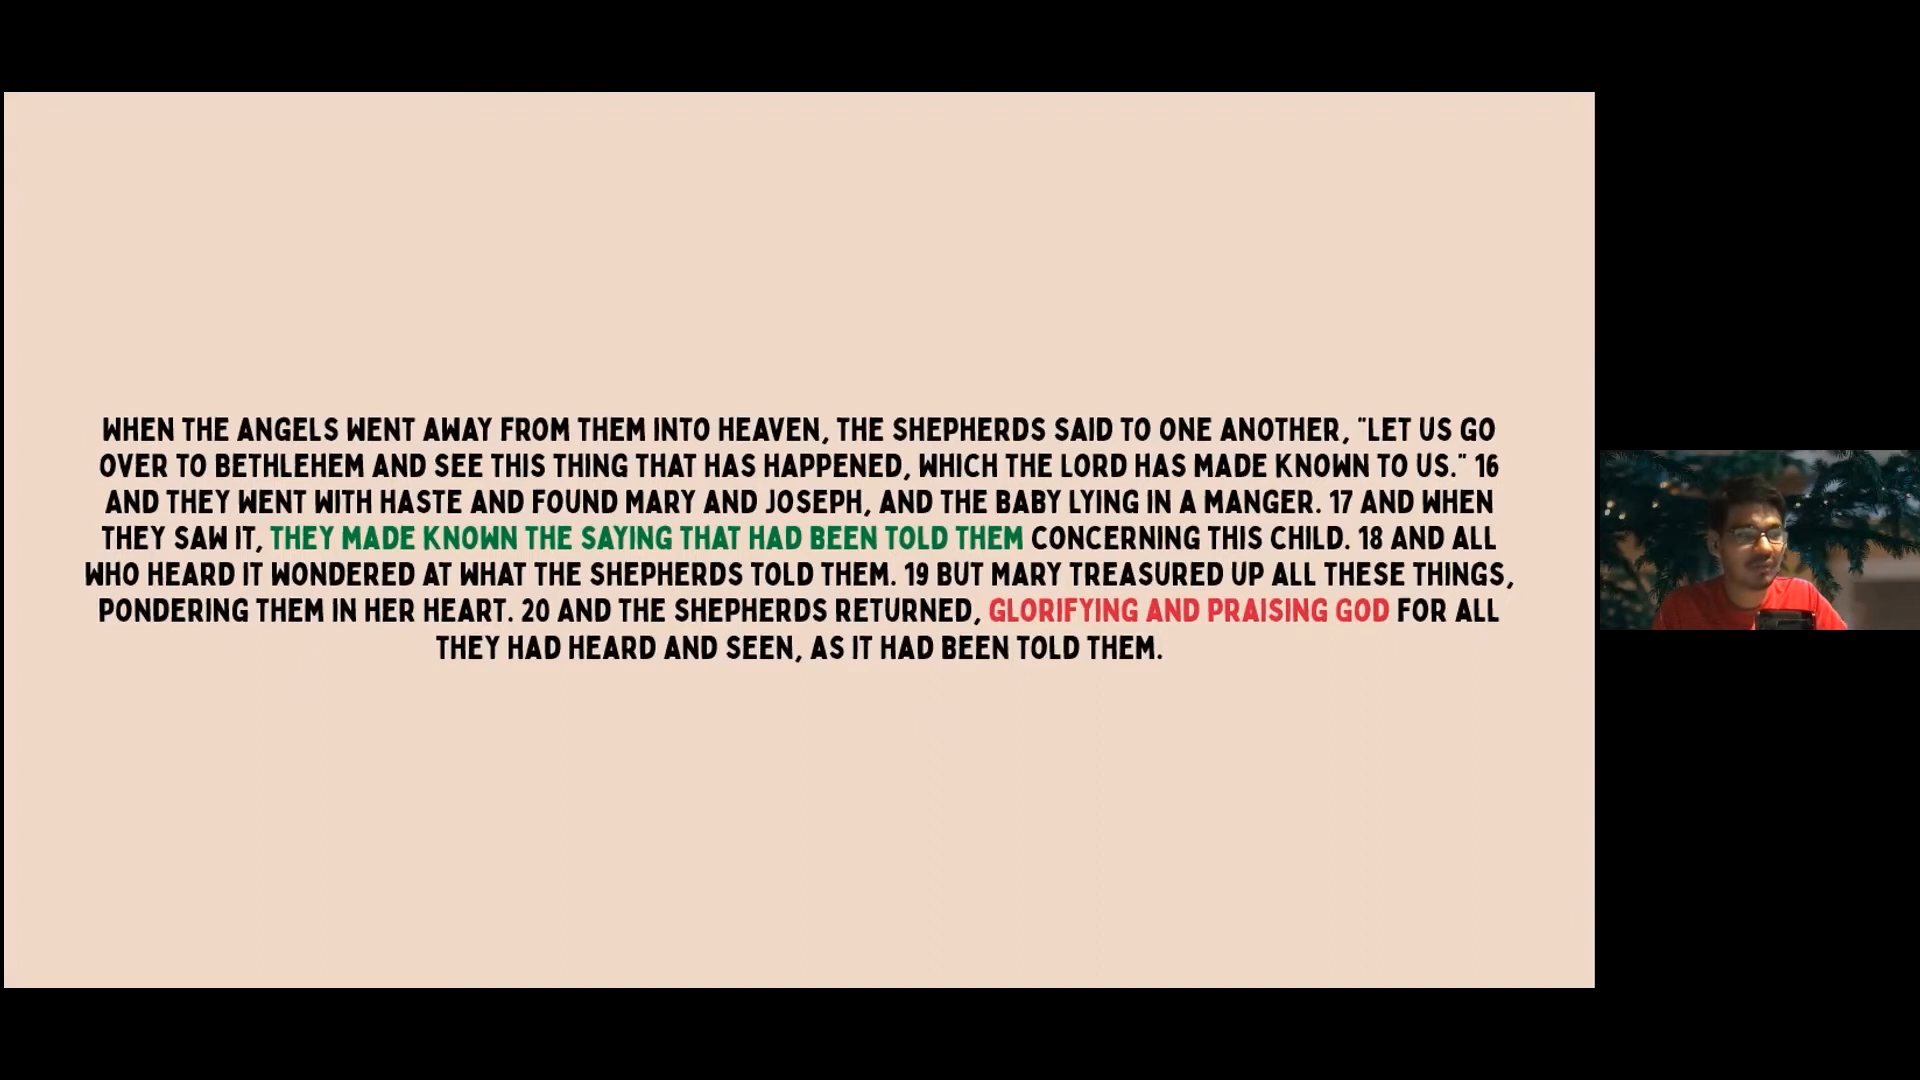 WHEN THE ANGELS WENT AWAY FROM THEM INTO HEAVEN, THE SHEPHERDS SAID TO ONE ANOTHER, "LET US GO
OVER TO BETHLEHEM AND SEE THIS THING THAT HAS HAPPENED, WHICH THE LORD HAS MADE KNOWN TO US." 16
AND THEY WENT WITH HASTE AND FOUND MARY AND JOSEPH, AND THE BABY LYING IN A MANGER. 17 AND WHEN
THEY SAW IT, THEY MADE KNOWN THE SAYING THAT HAD BEEN TOLD THEM CONCERNING THIS CHILD. 18 AND ALL
WHO HEARD IT WONDERED AT WHAT THE SHEPHERDS TOLD THEM. 19 BUT MARY TREASURED UP ALL THESE THINGS,
PONDERING THEM IN HER HEART. 20 AND THE SHEPHERDS RETURNED, GLORIFYING AND PRAISING GOD FOR ALL
THEY HAD HEARD AND SEEN, AS IT HAD BEEN TOLD THEM.